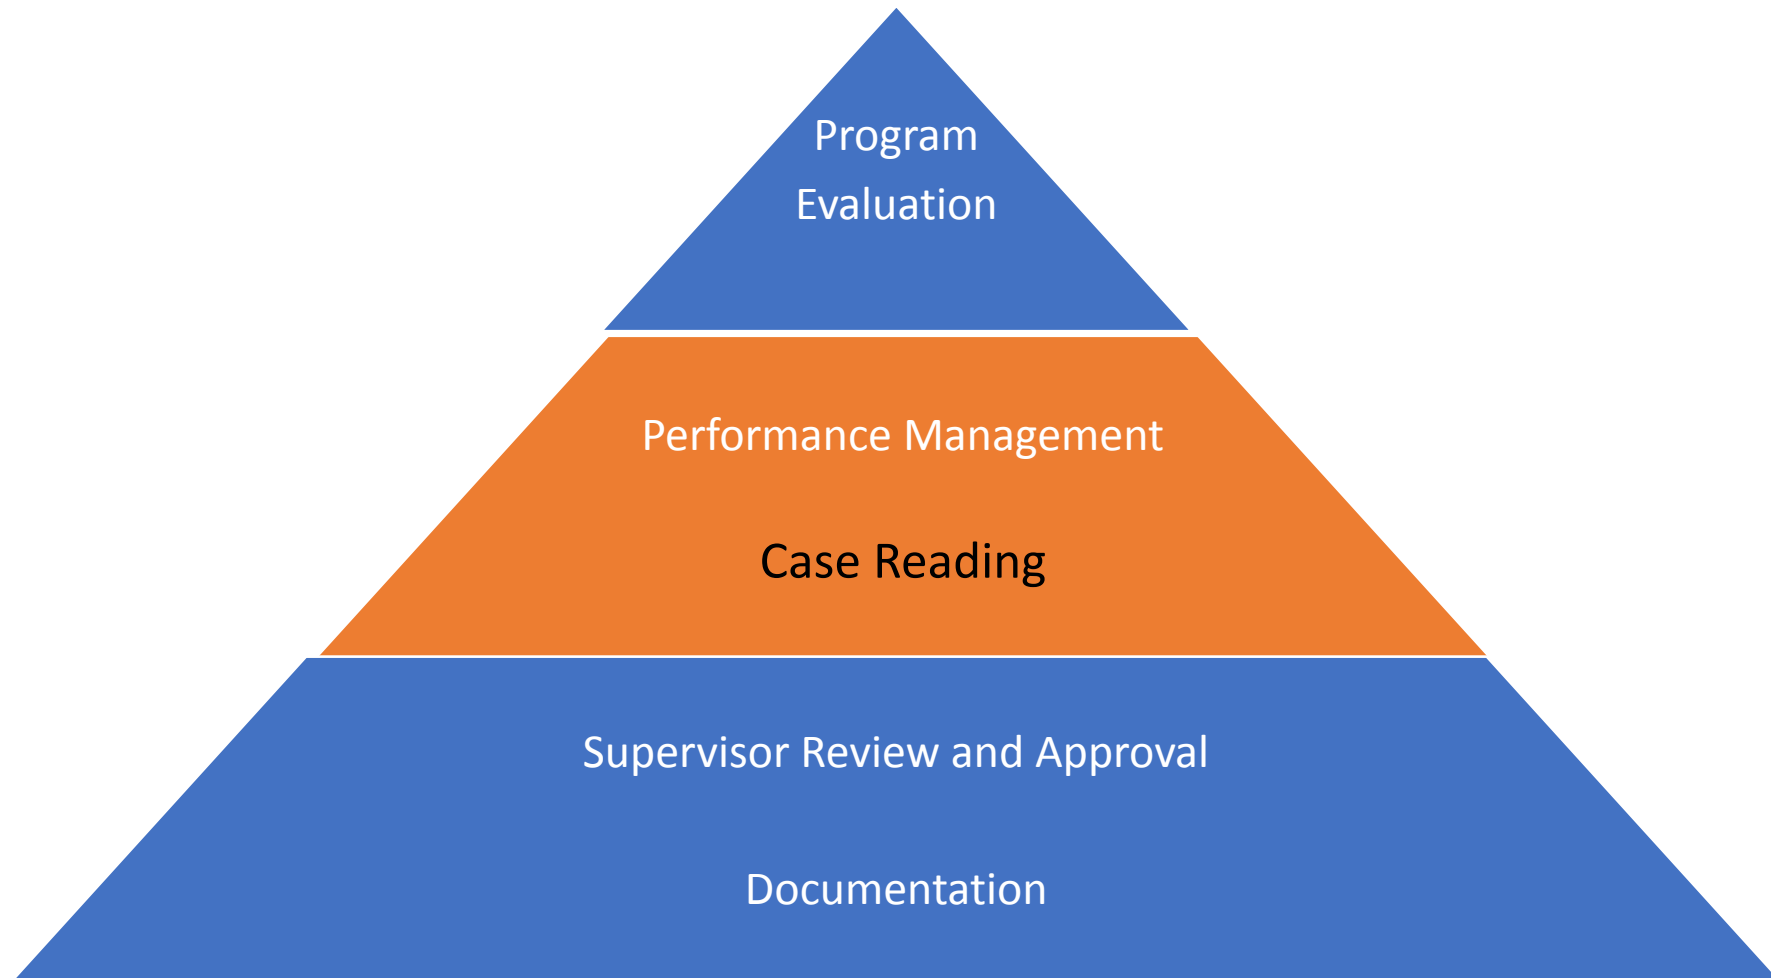 Program
Evaluation
Performance Management
Case Reading
Supervisor Review and Approval
Documentation